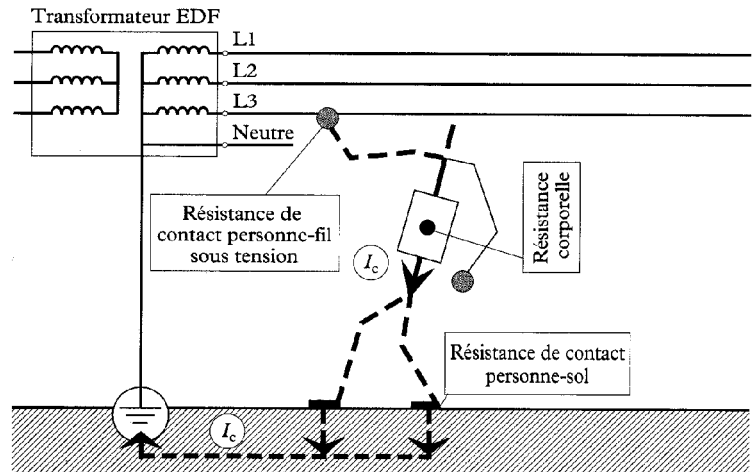 Transformateur EDF
L1
L2
L3
Neutre
Résistance de
contact personne-fil
sous tension
Résistance
corporelle
Ic
Résistance de contact
personne-sol
Ic